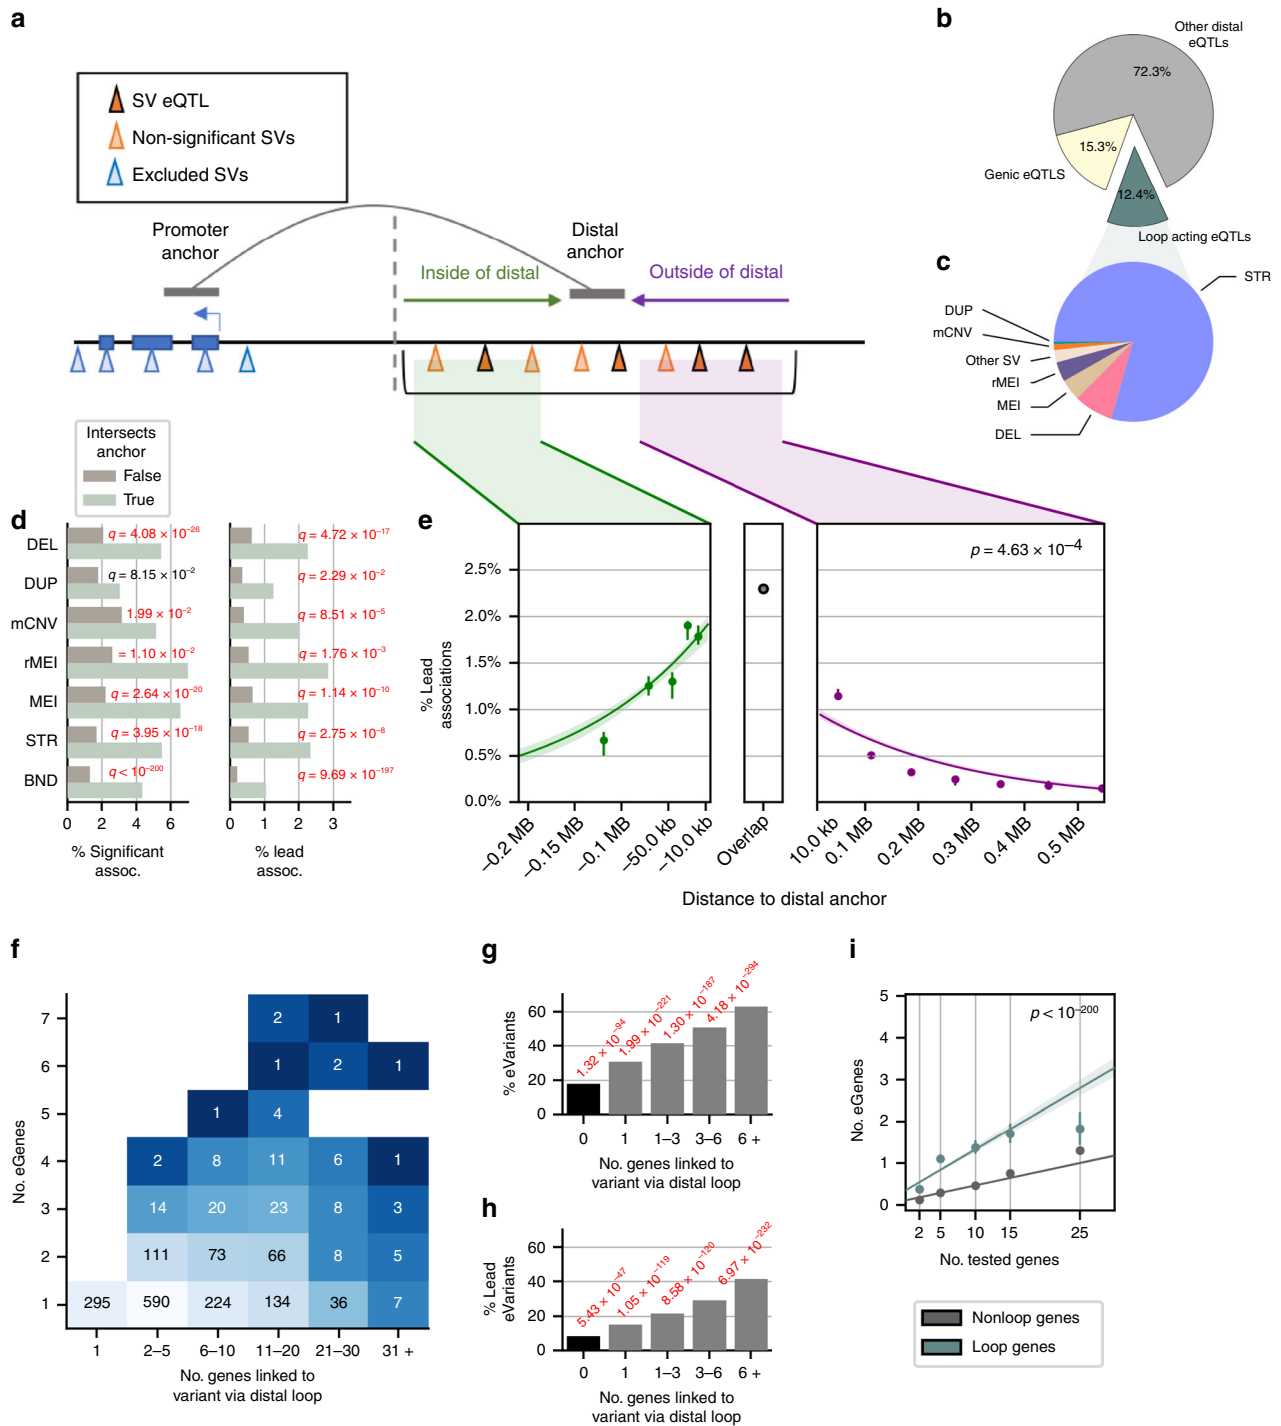 a
SV eQTL
Non-significant SVs
Excluded SVs
Promoter
anchor
Distal
anchor
Inside of distal
Outside of distal
b
Other distal
eQTLs
72.3%
15.3%
Genic eQTLS
12.4%
Loop acting eQTLs
c
STR
DUP
mCNV
Other SV
rMEI
MEI
DEL
Intersects
anchor
False
True
d
DEL
DUP
mCNV
rMEI
MEI
STR
BND
q = 4.08 × 10⁻²⁶
q = 8.15 × 10⁻²
1.99 × 10⁻²
= 1.10 × 10⁻²
q = 2.64 × 10⁻²⁰
q = 3.95 × 10⁻¹⁸
q < 10⁻²⁰⁰
0 2 4 6
% Significant
assoc.
q = 4.72 × 10⁻¹⁷
q = 2.29 × 10⁻²
q = 8.51 × 10⁻⁵
q = 1.76 × 10⁻³
q = 1.14 × 10⁻¹⁰
q = 2.75 × 10⁻⁸
q = 9.69 × 10⁻¹⁹⁷
0 1 2 3
% lead
assoc.
e
% Lead
associations
2.5%
2.0%
1.5%
1.0%
0.5%
0.0%
p = 4.63 × 10⁻⁴
–0.2 MB
–0.15 MB
–0.1 MB
–50.0 kb
–10.0 kb
Overlap
10.0 kb
0.1 MB
0.2 MB
0.3 MB
0.4 MB
0.5 MB
Distance to distal anchor
f
No. eGenes
7 2 1
6 1 2 1
5 1 4
4 2 8 11 6 1
3 14 20 23 8 3
2 111 73 66 8 5
1 295 590 224 134 36 7
1 2–5 6–10 11–20 21–30 31 +
No. genes linked to
variant via distal loop
g
% eVariants
60
40
20
0
1.32 × 10⁻⁹⁴
1.99 × 10⁻²²¹
1.30 × 10⁻¹⁸⁷
4.18 × 10⁻²⁹⁴
0 1 1–3 3–6 6 +
No. genes linked to
variant via distal loop
h
% Lead
eVariants
60
40
20
0
5.43 × 10⁻⁴⁷
1.05 × 10⁻¹¹⁹
8.58 × 10⁻¹²⁰
6.97 × 10⁻²³²
0 1 1–3 3–6 6 +
No. genes linked to
variant via distal loop
i
No. eGenes
5
4
3
2
1
0
p < 10⁻²⁰⁰
2 5 10 15 25
No. tested genes
Nonloop genes
Loop genes